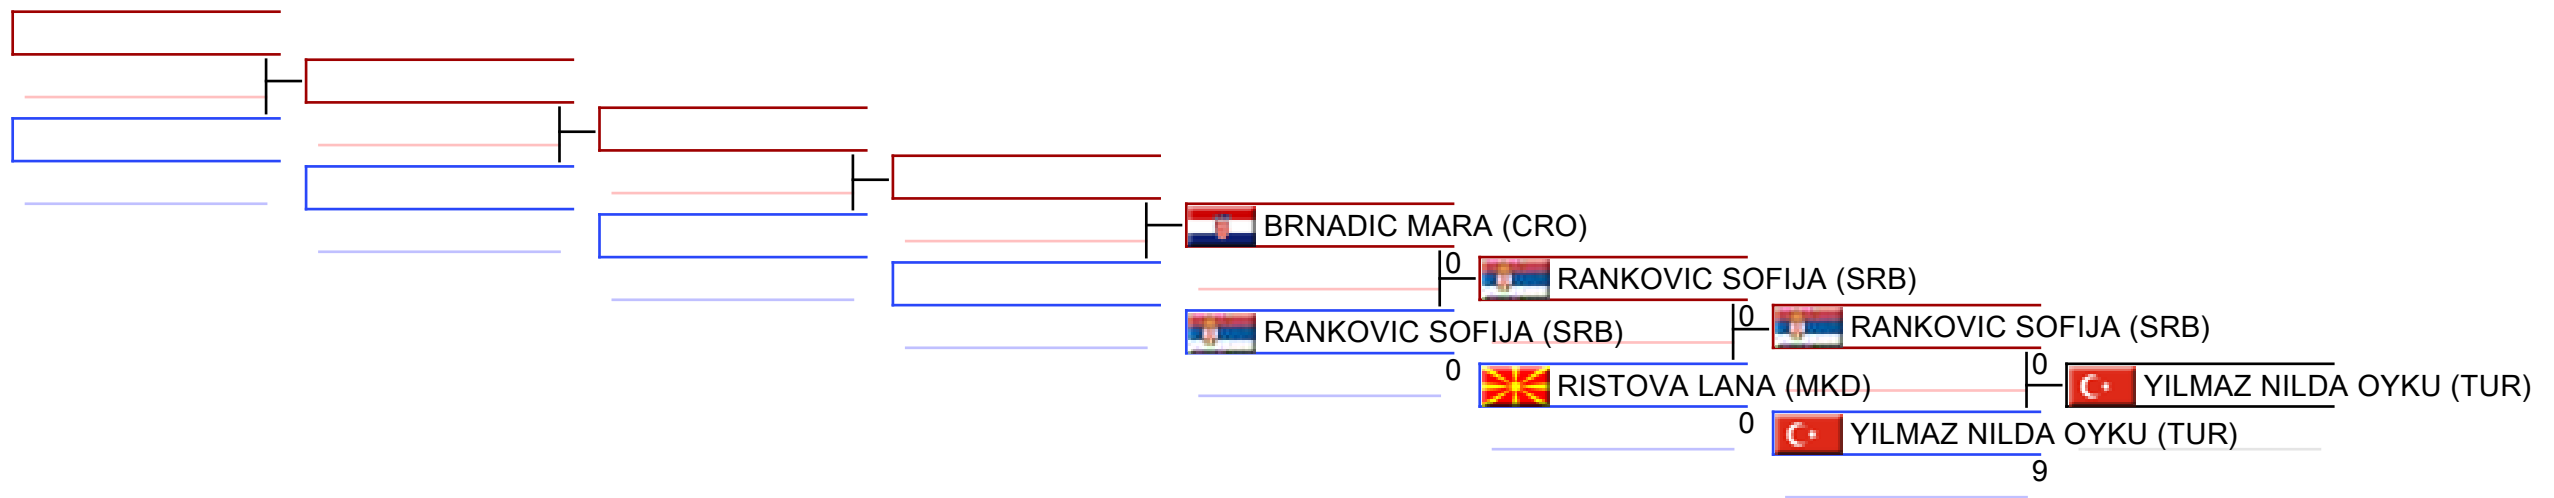 BRNADIC MARA (CRO)
0
RANKOVIC SOFIJA (SRB)
0
RANKOVIC SOFIJA (SRB)
0
RISTOVA LANA (MKD)
0
RANKOVIC SOFIJA (SRB)
0
YILMAZ NILDA OYKU (TUR)
9
YILMAZ NILDA OYKU (TUR)